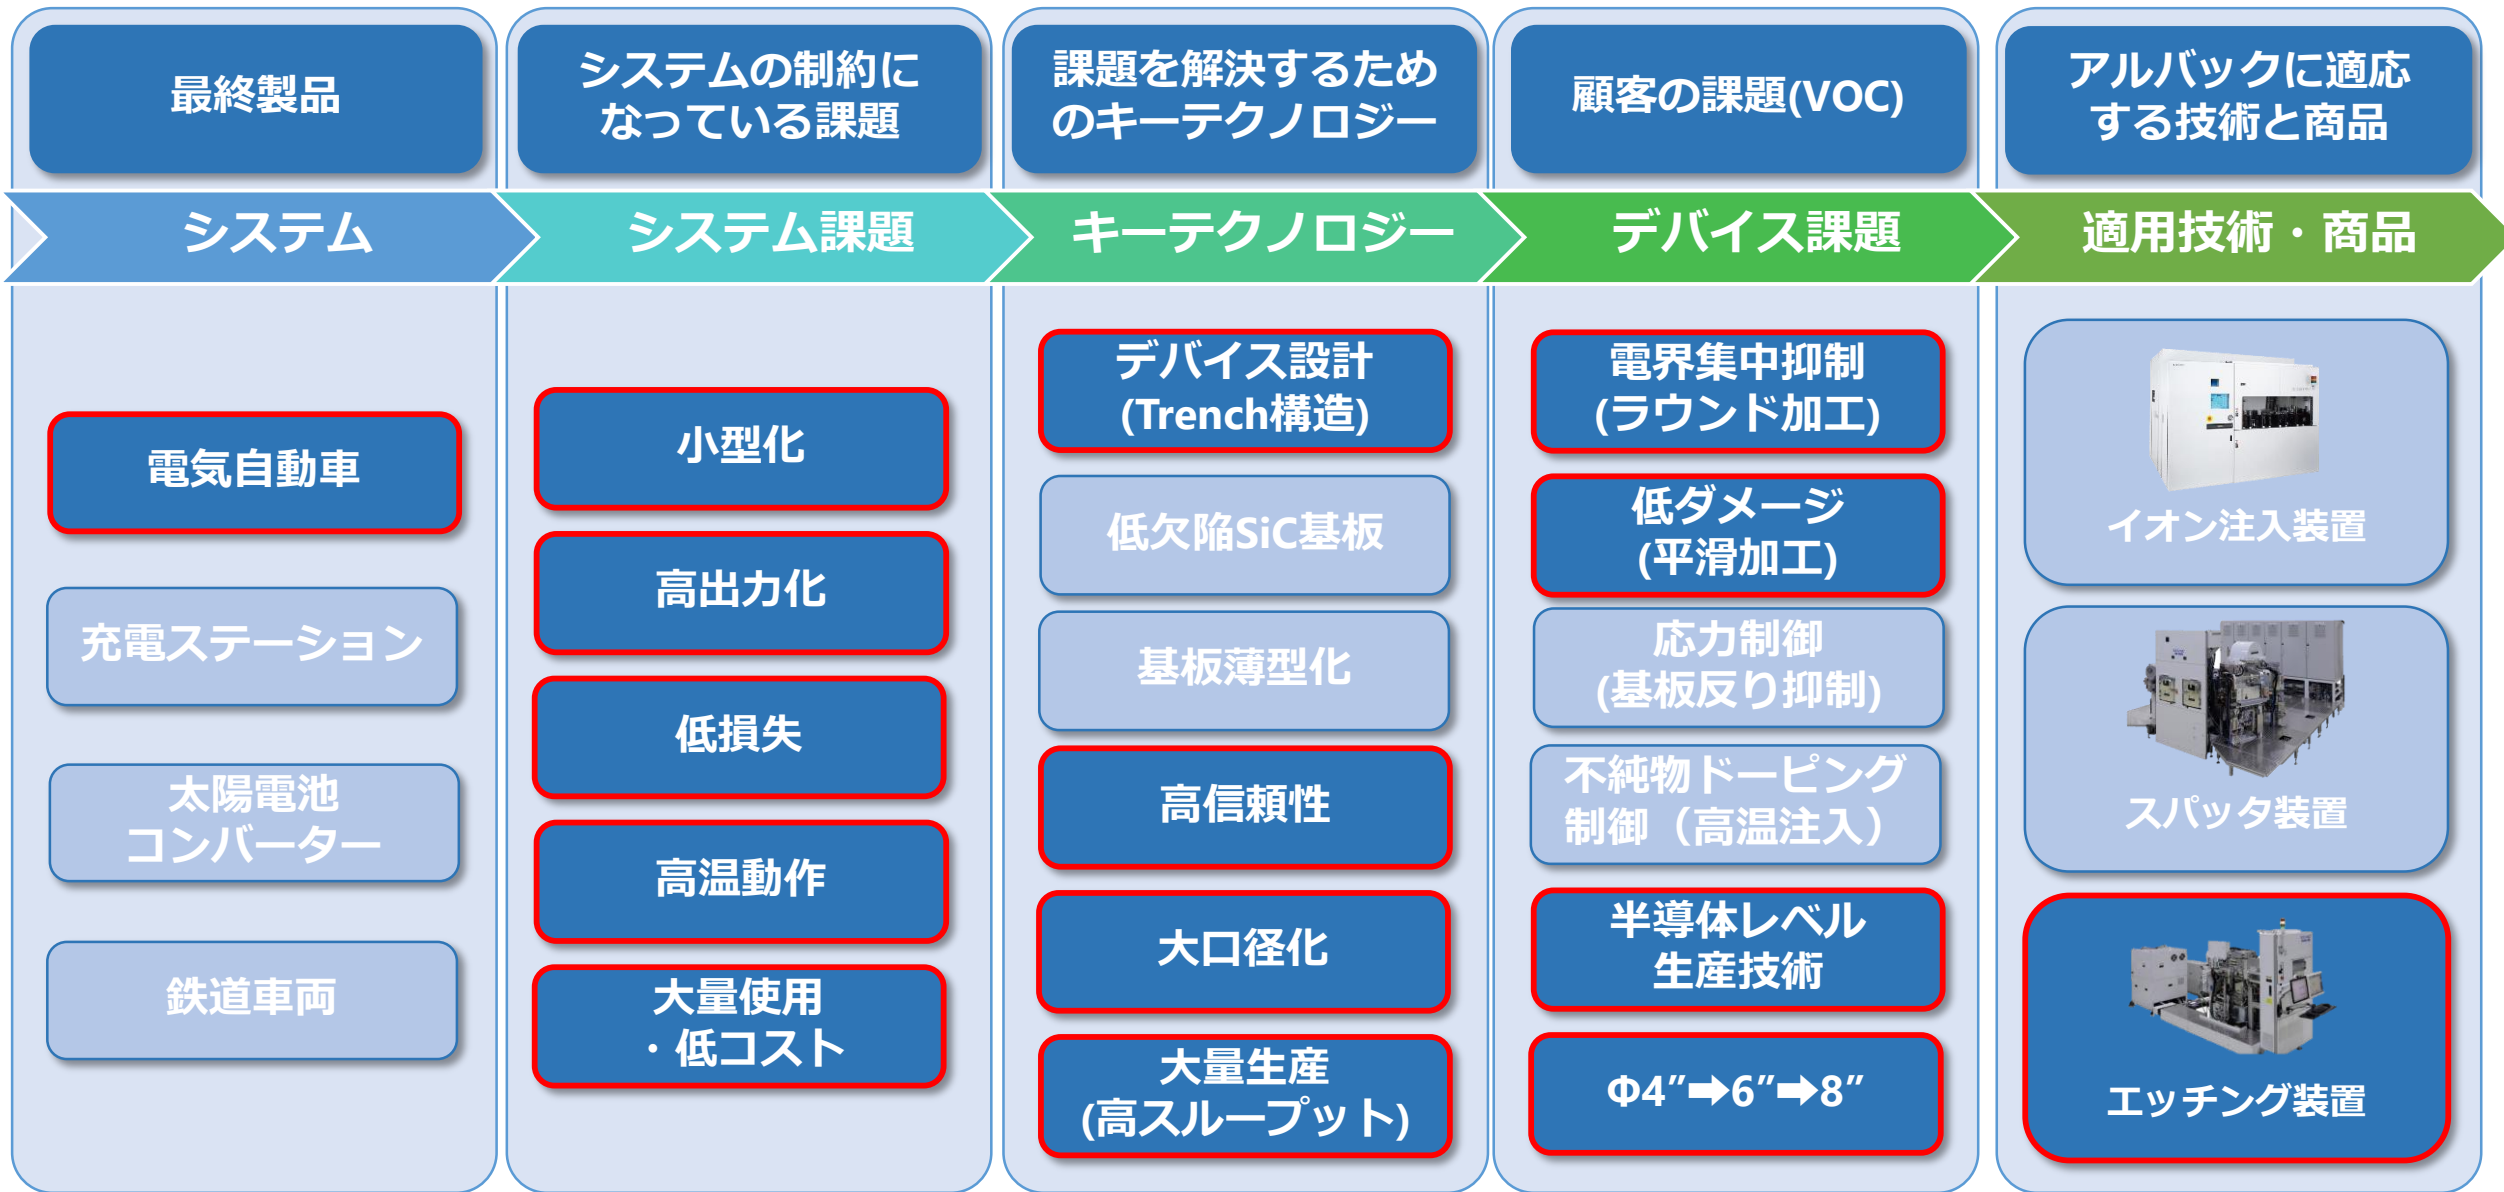 最終製品
システムの制約に
なっている課題
課題を解決するため
のキーテクノロジー
顧客の課題(VOC)
アルバックに適応
する技術と商品
システム
システム課題
キーテクノロジー
デバイス課題
適用技術・商品
電気自動車
充電ステーション
太陽電池
コンバーター
鉄道車両
小型化
高出力化
低損失
高温動作
大量使用
・低コスト
デバイス設計
(Trench構造)
低欠陥SiC基板
基板薄型化
高信頼性
大口径化
大量生産
(高スループット)
電界集中抑制
(ラウンド加工)
低ダメージ
(平滑加工)
応力制御
(基板反り抑制)
不純物ドーピング
制御（高温注入）
半導体レベル
生産技術
Φ4″➡6″➡8″
イオン注入装置
スパッタ装置
エッチング装置